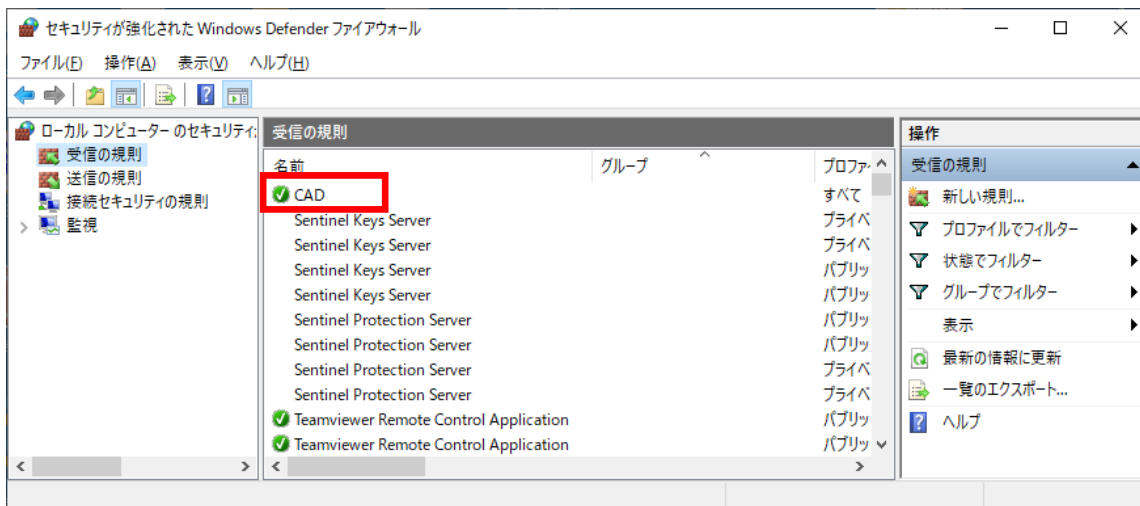 セキュリティが強化された Windows Defender ファイアウォール
ファイル(F) 操作(A) 表示(V) ヘルプ(H)
ローカル コンピューター のセキュリティ
受信の規則
送信の規則
接続セキュリティの規則
監視
受信の規則
名前 グループ プロファ
CAD すべて
Sentinel Keys Server プライベ
Sentinel Keys Server プライベ
Sentinel Keys Server パブリッ
Sentinel Keys Server パブリッ
Sentinel Protection Server パブリッ
Sentinel Protection Server パブリッ
Sentinel Protection Server プライベ
Sentinel Protection Server プライベ
Teamviewer Remote Control Application パブリッ
Teamviewer Remote Control Application パブリッ
操作
受信の規則
新しい規則...
プロファイルでフィルター
状態でフィルター
グループでフィルター
表示
最新の情報に更新
一覧のエクスポート...
ヘルプ